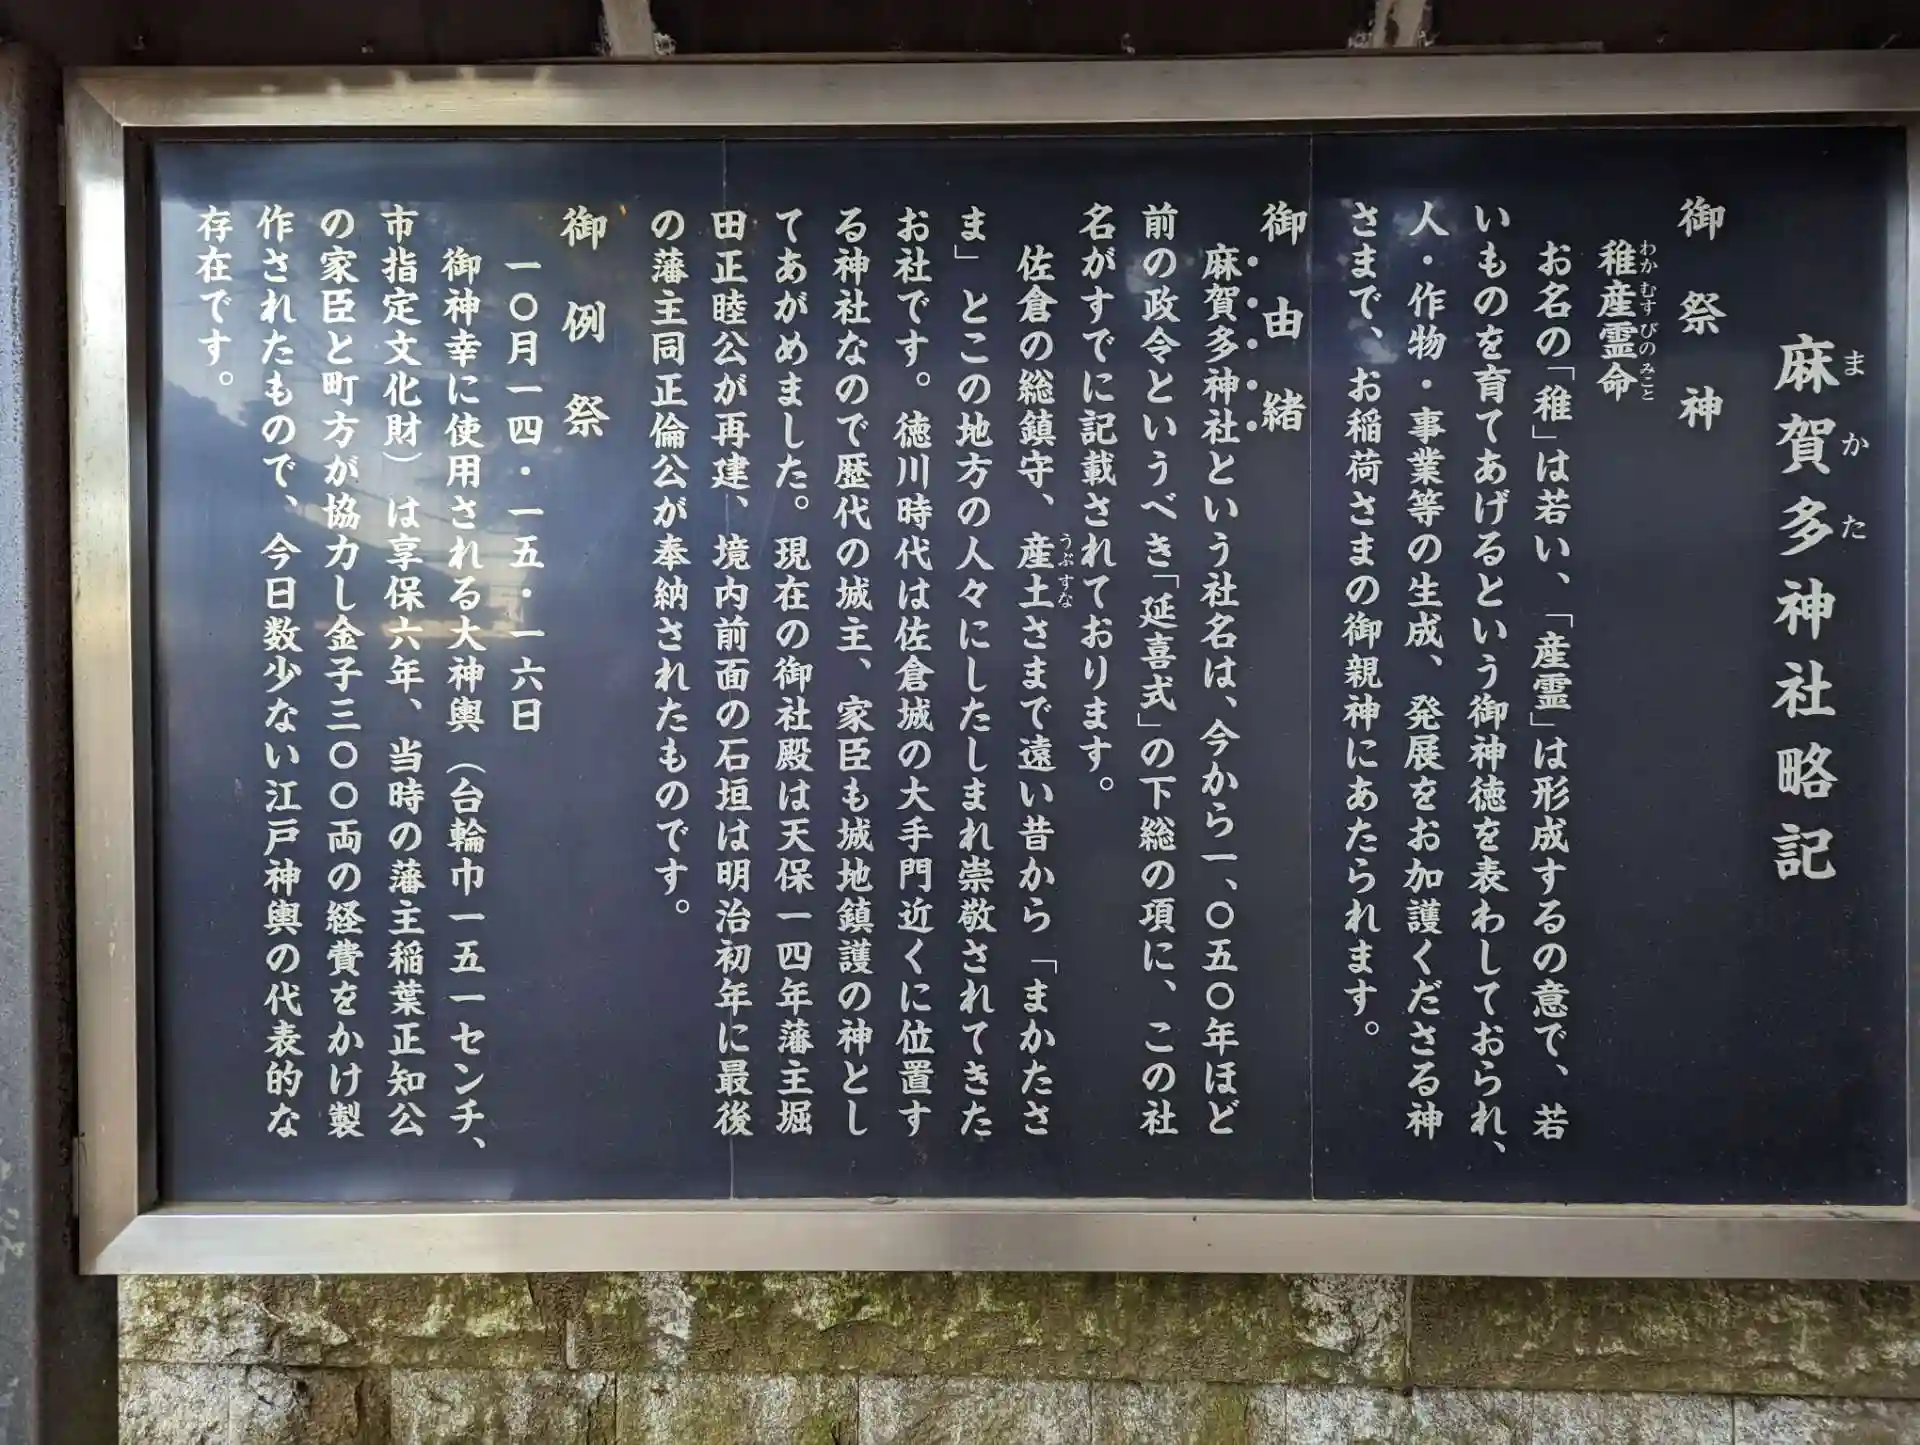 麻賀多神社略記
まかた
御祭神
稚産霊命
わかむすびのみこと
お名の「稚」は若い、「産霊」は形成するの意で、若
いものを育てあげるという御神徳を表わしておられ、
人・作物・事業等の生成、発展をお加護くださる神
さまで、お稲荷さまの御親神にあたられます。
御由緒
麻賀多神社という社名は、今から一、〇五〇年ほど
前の政令というべき「延喜式」の下総の項に、この社
名がすでに記載されております。
佐倉の総鎮守、産土さまで遠い昔から「まかたさ
うぶすな
ま」とこの地方の人々にしたしまれ崇敬されてきた
お社です。徳川時代は佐倉城の大手門近くに位置す
る神社なので歴代の城主、家臣も城地鎮護の神とし
てあがめました。現在の御社殿は天保一四年藩主堀
田正睦公が再建、境内前面の石垣は明治初年に最後
の藩主同正倫公が奉納されたものです。
御例祭
一〇月一四・一五・一六日
御神幸に使用される大神輿（台輪巾一五一センチ、
市指定文化財）は享保六年、当時の藩主稲葉正知公
の家臣と町方が協力し金子三〇〇両の経費をかけ製
作されたもので、今日数少ない江戸神輿の代表的な
存在です。